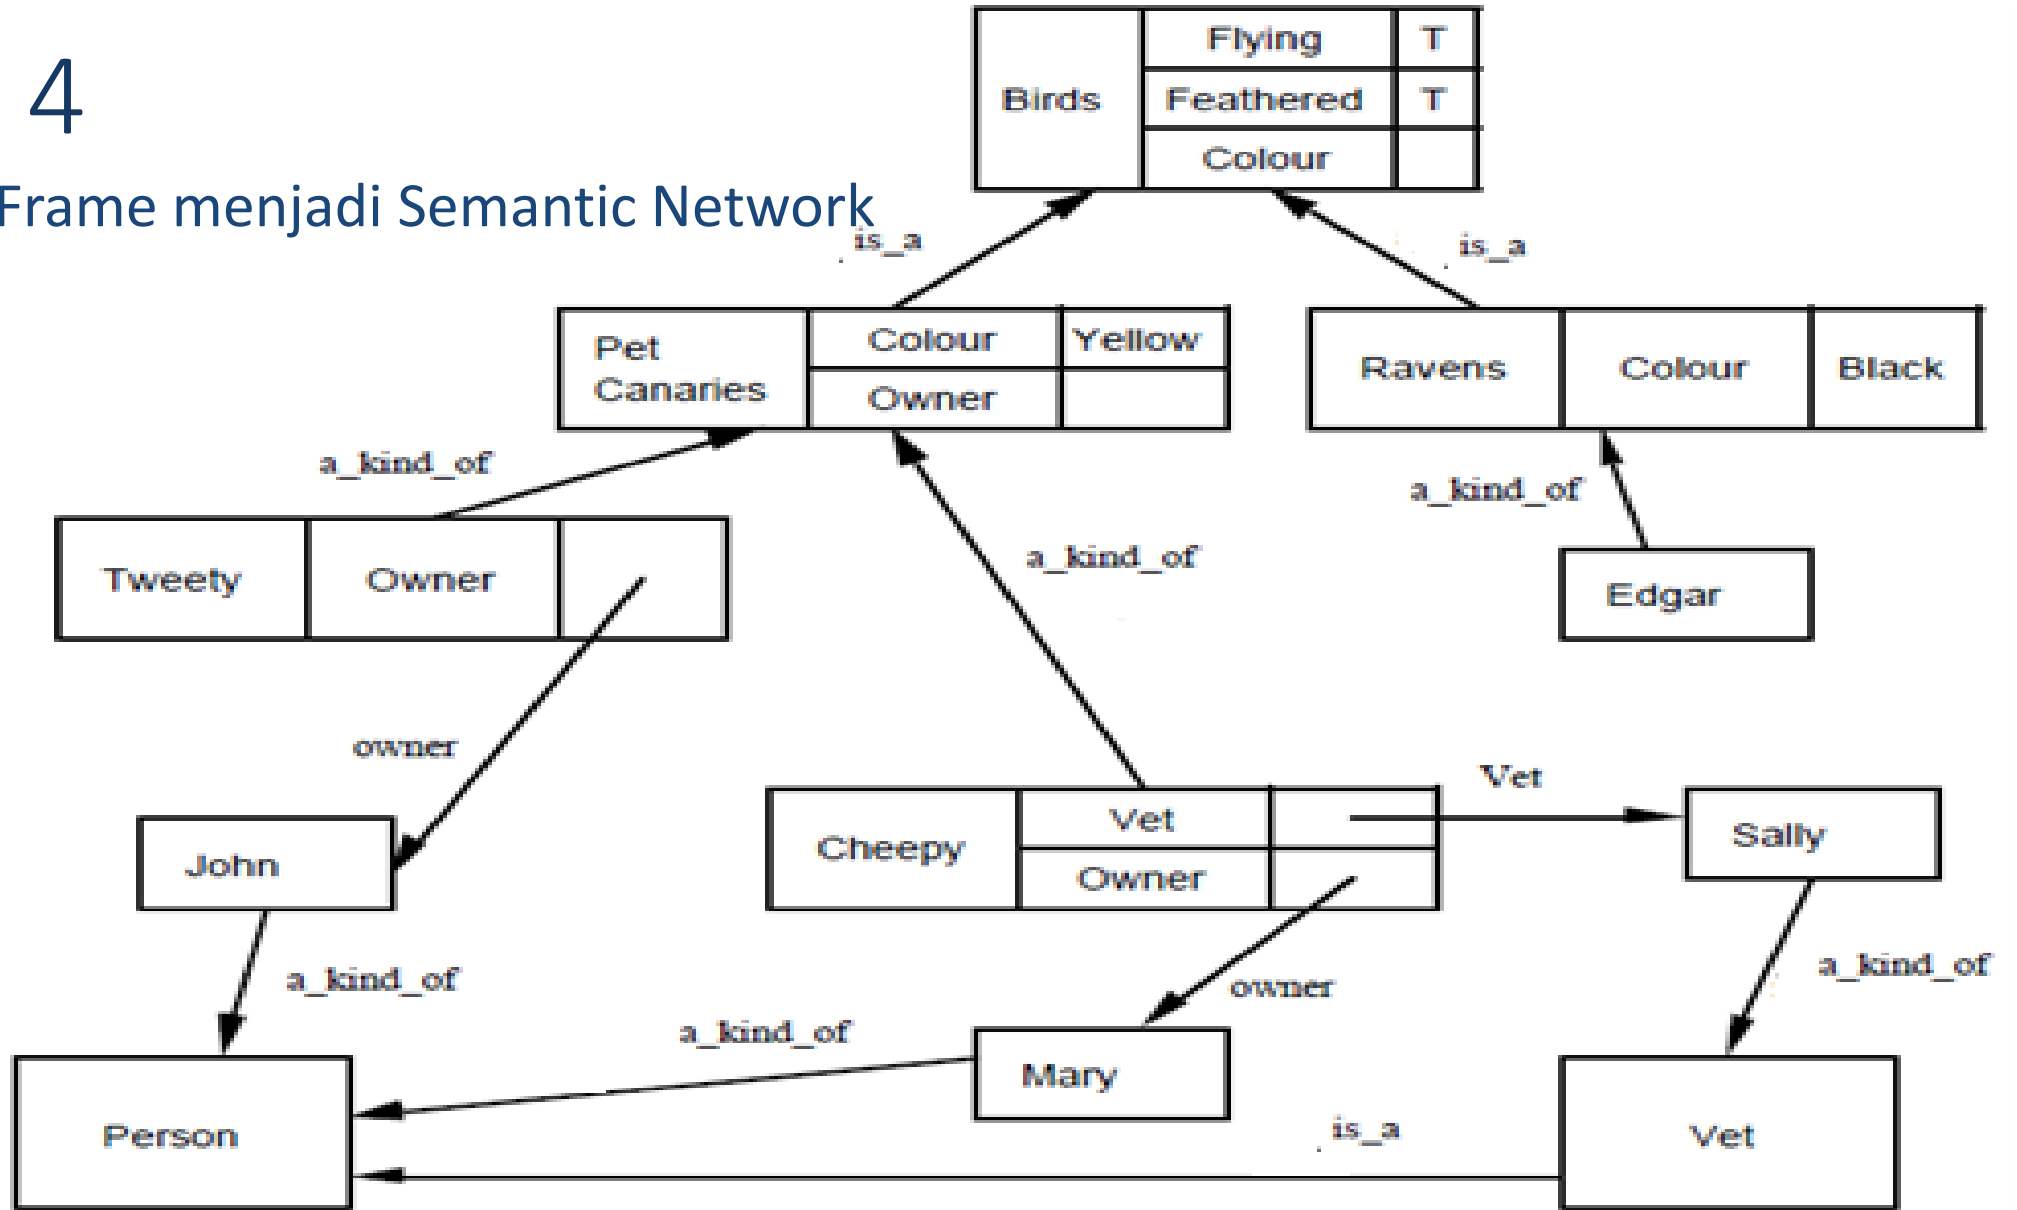 4
Frame menjadi Semantic Network
Birds
Flying T
Feathered T
Colour
is_a
is_a
Pet
Canaries
Colour Yellow
Owner
Ravens Colour Black
a_kind_of
a_kind_of
a_kind_of
Tweety Owner
Edgar
owner
Vet
John
Cheepy
Vet
Owner
Sally
a_kind_of
owner
a_kind_of
a_kind_of
Mary
Person
is_a
Vet